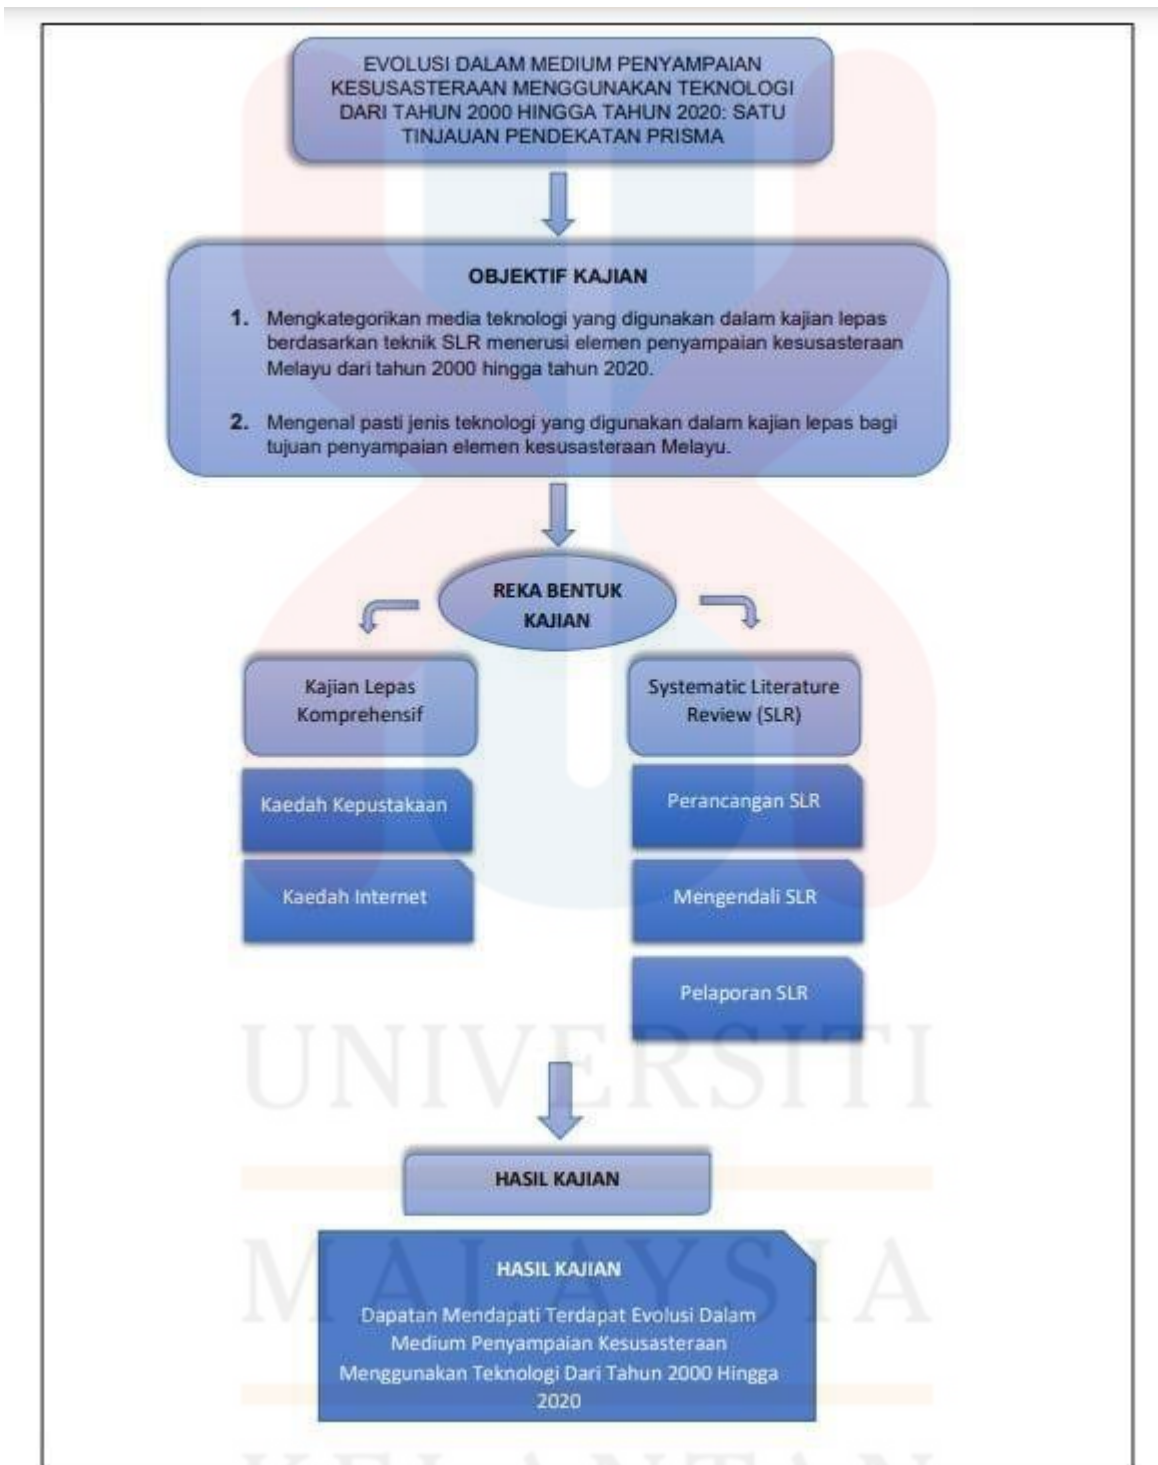 EVOLUSI DALAM MEDIUM PENYAMPAIAN
KESUSASTERAAN MENGGUNAKAN TEKNOLOGI
DARI TAHUN 2000 HINGGA TAHUN 2020: SATU
TINJAUAN PENDEKATAN PRISMA
OBJEKTIF KAJIAN
1. Mengkategorikan media teknologi yang digunakan dalam kajian lepas
berdasarkan teknik SLR menerusi elemen penyampaian kesusasteraan
Melayu dari tahun 2000 hingga tahun 2020.
2. Mengenal pasti jenis teknologi yang digunakan dalam kajian lepas bagi
tujuan penyampaian elemen kesusasteraan Melayu.
REKA BENTUK
KAJIAN
Kajian Lepas
Komprehensif
Kaedah Kepustakaan
Kaedah Internet
Systematic Literature
Review (SLR)
Perancangan SLR
Mengendali SLR
Pelaporan SLR
UNIVERSITI
HASIL KAJIAN
MALAYSIA
HASIL KAJIAN
Dapatan Mendapati Terdapat Evolusi Dalam
Medium Penyampaian Kesusasteraan
Menggunakan Teknologi Dari Tahun 2000 Hingga
2020
KELANTAN